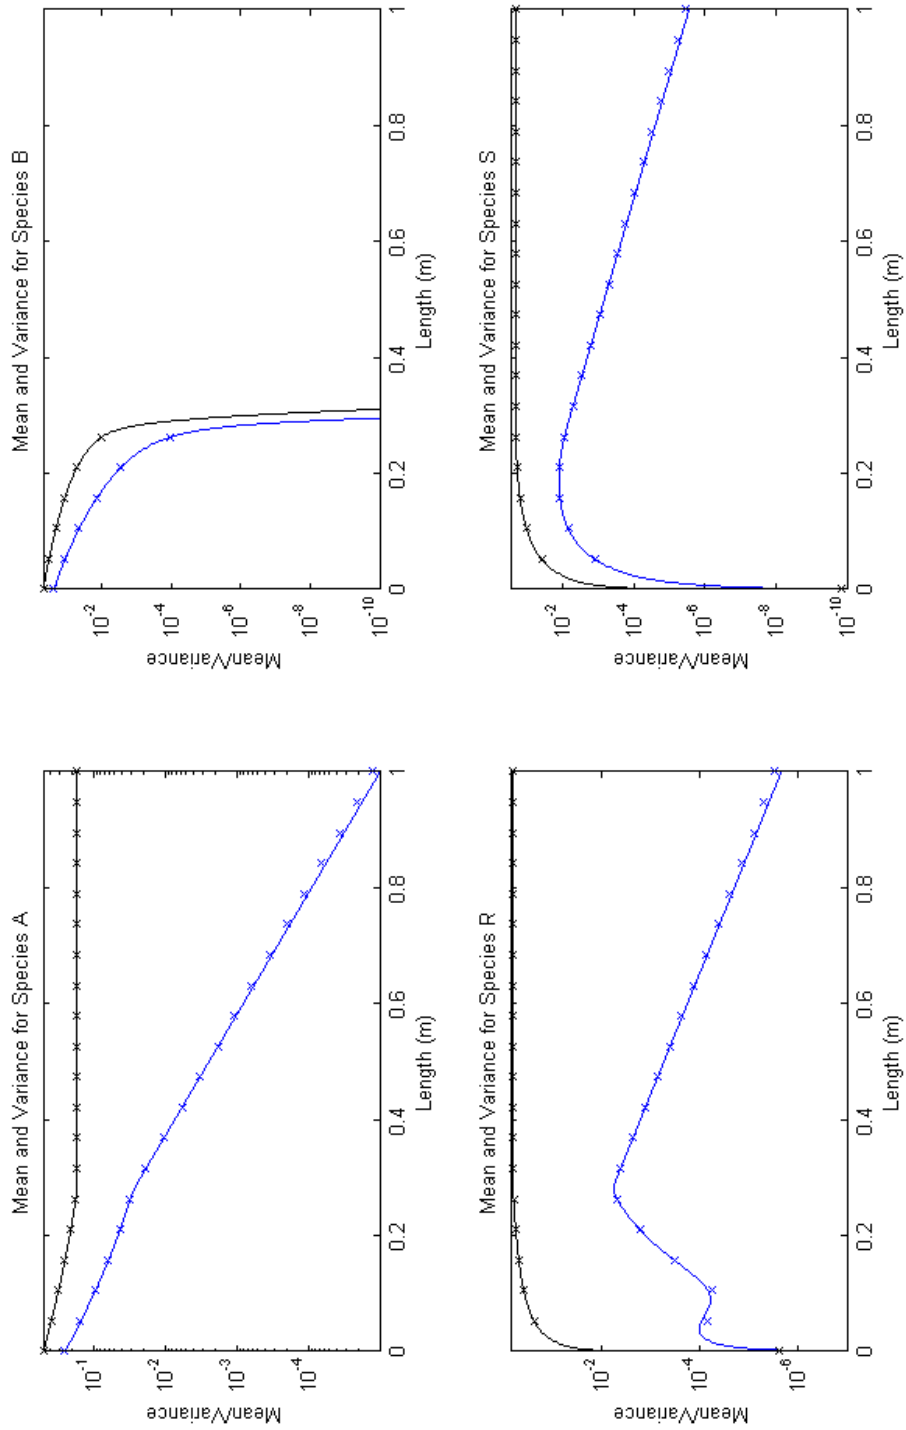 Mean and Variance for Species A
Mean/Variance
10^-1
10^-2
10^-3
10^-4
0 0.2 0.4 0.6 0.8 1
Length (m)
Mean and Variance for Species B
Mean/Variance
10^-2
10^-4
10^-6
10^-8
10^-10
0 0.2 0.4 0.6 0.8 1
Length (m)
Mean and Variance for Species R
Mean/Variance
10^-2
10^-4
10^-6
0 0.2 0.4 0.6 0.8 1
Length (m)
Mean and Variance for Species S
Mean/Variance
10^-2
10^-4
10^-6
10^-8
10^-10
0 0.2 0.4 0.6 0.8 1
Length (m)